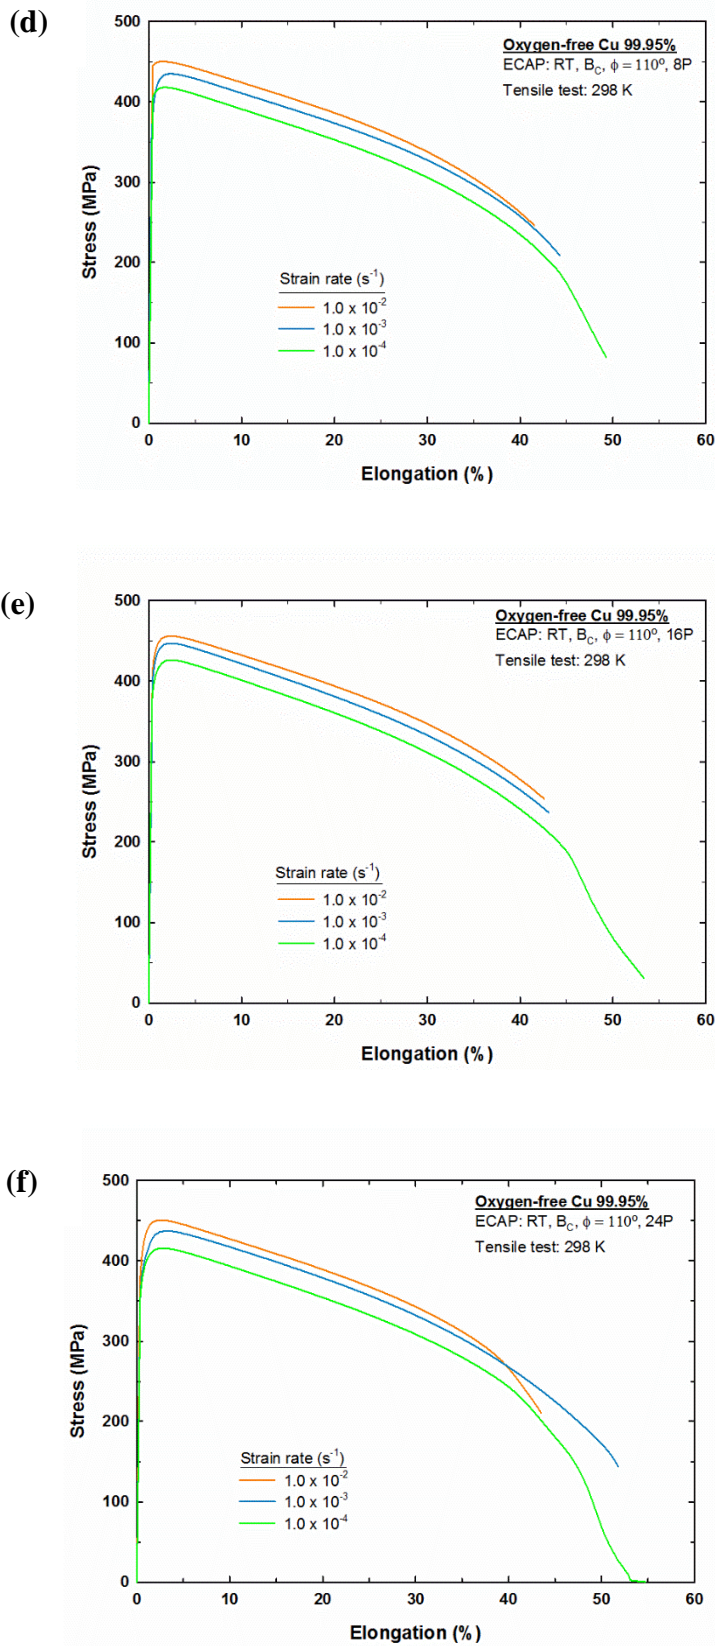 (d)
Oxygen-free Cu 99.95%
ECAP: RT, B_C, ϕ = 110º, 8P
Tensile test: 298 K
Stress (MPa)
500
400
300
200
100
0
Strain rate (s⁻¹)
1.0 x 10⁻²
1.0 x 10⁻³
1.0 x 10⁻⁴
0 10 20 30 40 50 60
Elongation (%)
(e)
Oxygen-free Cu 99.95%
ECAP: RT, B_C, ϕ = 110º, 16P
Tensile test: 298 K
Stress (MPa)
500
400
300
200
100
0
Strain rate (s⁻¹)
1.0 x 10⁻²
1.0 x 10⁻³
1.0 x 10⁻⁴
0 10 20 30 40 50 60
Elongation (%)
(f)
Oxygen-free Cu 99.95%
ECAP: RT, B_C, ϕ = 110º, 24P
Tensile test: 298 K
Stress (MPa)
500
400
300
200
100
0
Strain rate (s⁻¹)
1.0 x 10⁻²
1.0 x 10⁻³
1.0 x 10⁻⁴
0 10 20 30 40 50 60
Elongation (%)